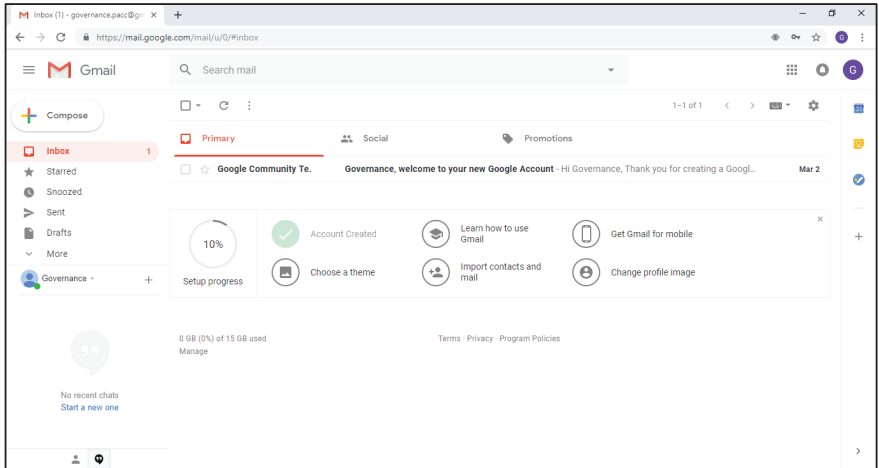 Inbox (1) - governance.pacc@gm
https://mail.google.com/mail/u/0/#inbox
G
Gmail
Search mail
G
Compose
1–1 of 1
31
Primary
Social
Promotions
Inbox 1
Google Community Te. Governance, welcome to your new Google Account - Hi Governance, Thank you for creating a Googl... Mar 2
Starred
Snoozed
Sent
Drafts
More
Governance
10%
Setup progress
Account Created
Learn how to use
Gmail
Get Gmail for mobile
Choose a theme
Import contacts and
mail
Change profile image
0 GB (0%) of 15 GB used
Manage
Terms · Privacy · Program Policies
No recent chats
Start a new one